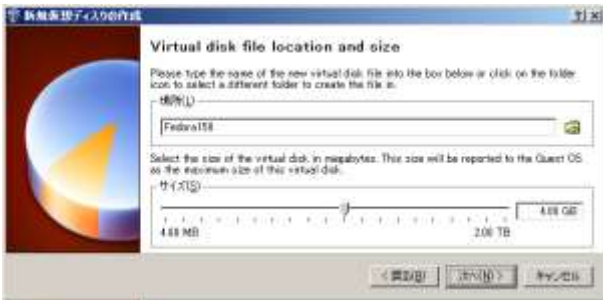 新規仮想ディスクの作成
Virtual disk file location and size
Please type the name of the new virtual disk file into the box below or click on the folder
icon to select a different folder to create the file in.
場所(L)
Select the size of the virtual disk in megabytes. This size will be reported to the Guest OS
as the maximum size of this virtual disk.
サイズ(S)
4.00 MB
2.00 TB
4.00 GB
< 戻る(B)
次へ(N) >
キャンセル